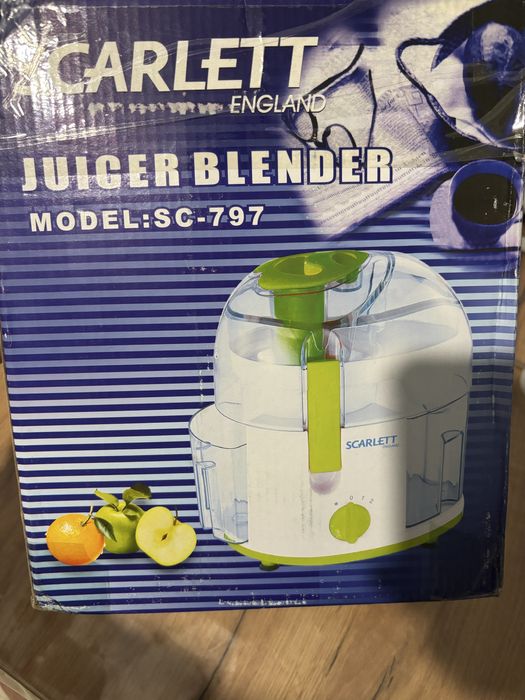 SCARLETT
ENGLAND
JUICER BLENDER
MODEL:SC-797
SCARLETT
0 1 2